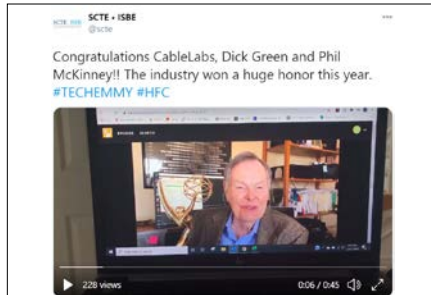 SCTE • ISBE
@scte
Congratulations CableLabs, Dick Green and Phil
McKinney!! The industry won a huge honor this year.
#TECHEMMY #HFC
228 views
0:06 / 0:45